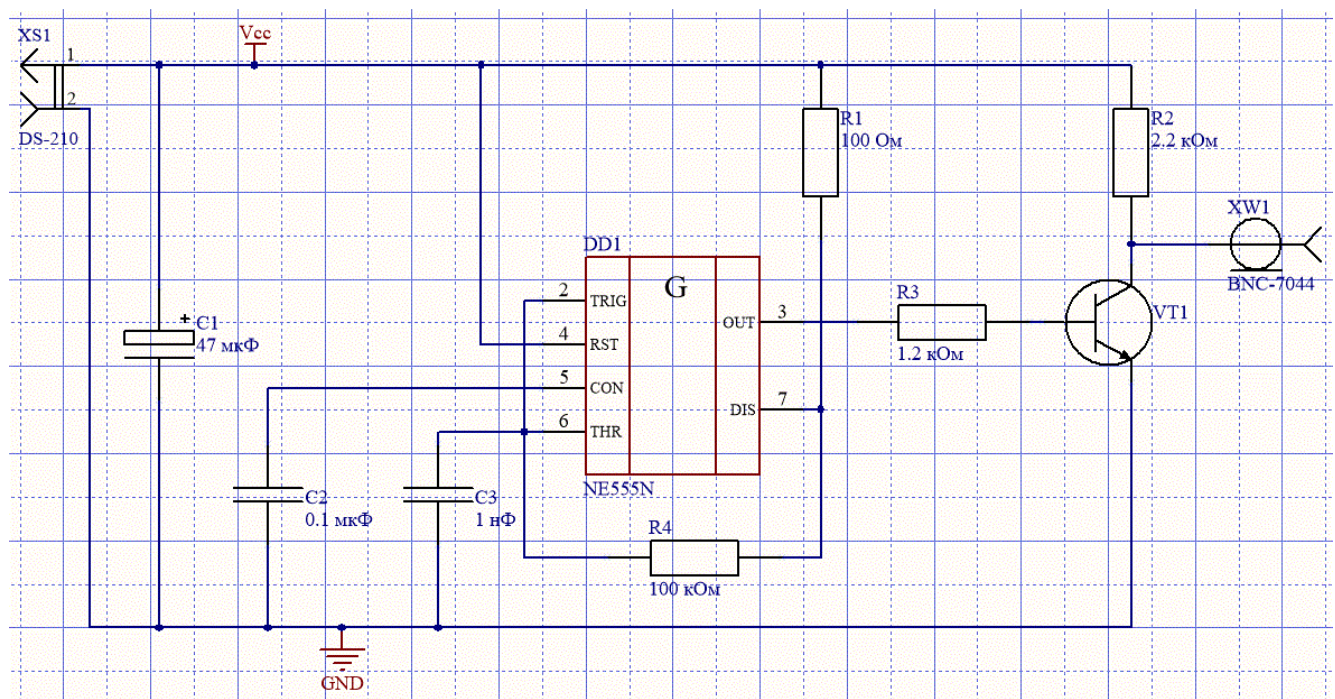 XS1
1
2
DS-210
Vcc
R1
100 Ом
R2
2.2 кОм
XW1
BNC-7044
DD1
G
2
TRIG
4
RST
5
CON
6
THR
OUT
3
DIS
7
NE555N
R3
1.2 кОм
VT1
+
C1
47 мкФ
C2
0.1 мкФ
C3
1 нФ
R4
100 кОм
GND